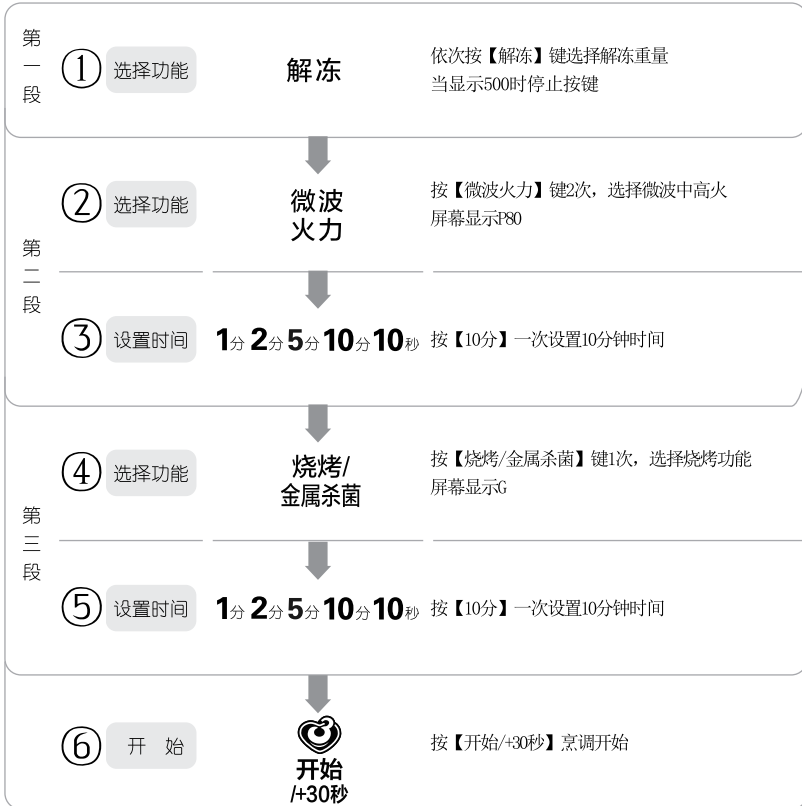 第一段
① 选择功能
解冻
依次按【解冻】键选择解冻重量
当显示500时停止按键
第二段
② 选择功能
微波
火力
按【微波火力】键2次，选择微波中高火
屏幕显示P80
③ 设置时间
1分 2分 5分 10分 10秒
按【10分】一次设置10分钟时间
第三段
④ 选择功能
烧烤/
金属杀菌
按【烧烤/金属杀菌】键1次，选择烧烤功能
屏幕显示G
⑤ 设置时间
1分 2分 5分 10分 10秒
按【10分】一次设置10分钟时间
⑥ 开 始
开始
/+30秒
按【开始/+30秒】烹调开始